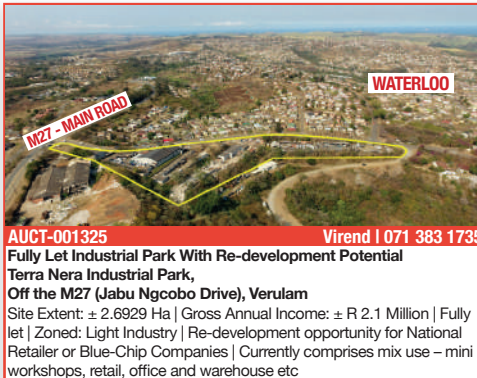 WATERLOO
M27 - MAIN ROAD
AUCT-001325 Virend I 071 383 1735
Fully Let Industrial Park With Re-development Potential
Terra Nera Industrial Park,
Off the M27 (Jabu Ngcobo Drive), Verulam
Site Extent: ± 2.6929 Ha | Gross Annual Income: ± R 2.1 Million | Fully
let | Zoned: Light Industry | Re-development opportunity for National
Retailer or Blue-Chip Companies | Currently comprises mix use – mini
workshops, retail, office and warehouse etc